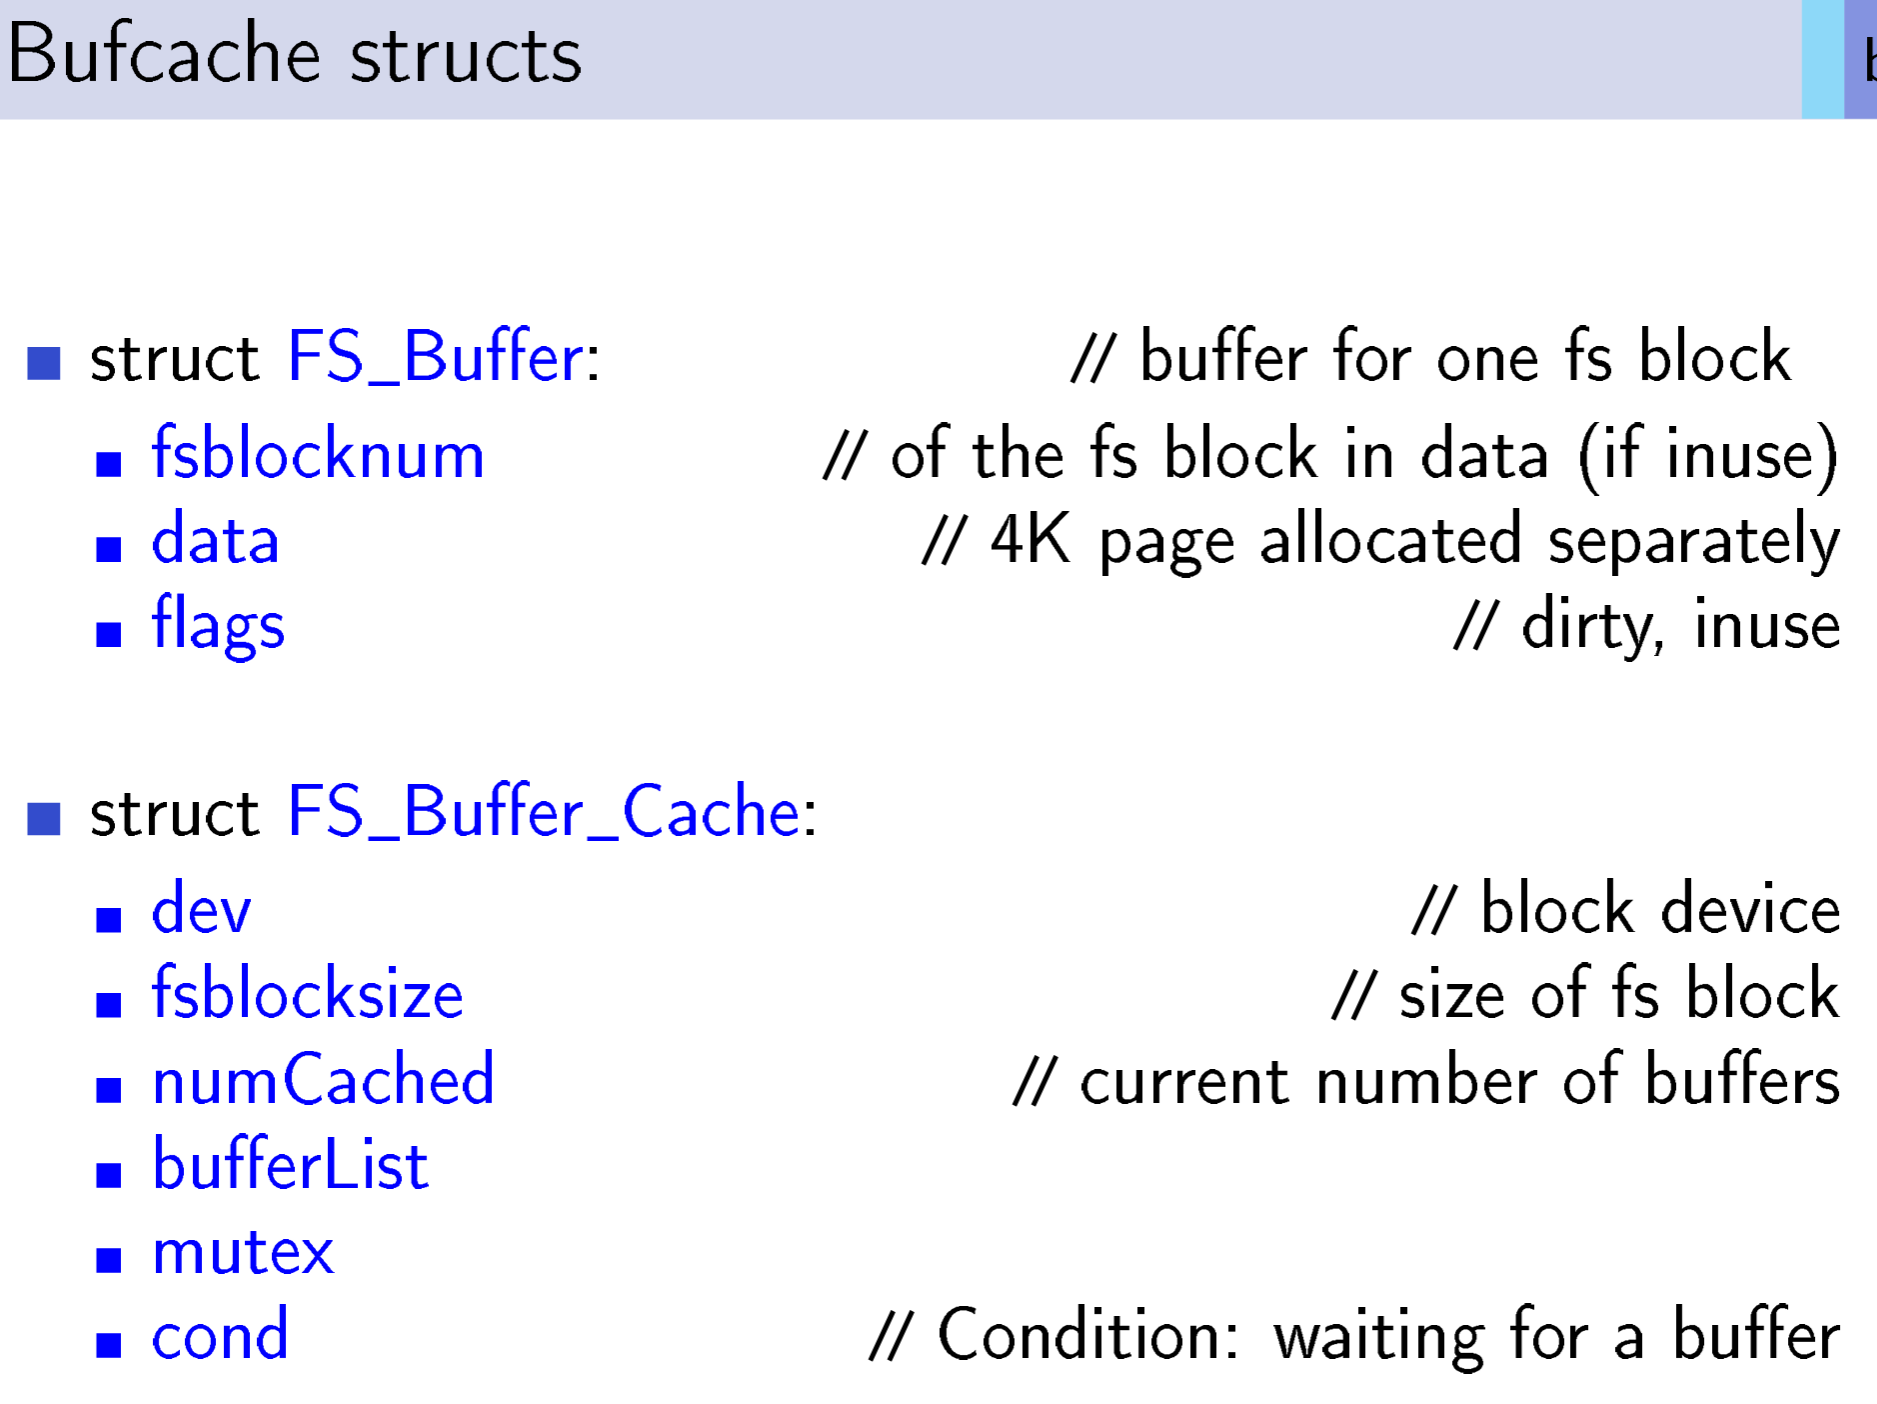 Bufcache structs
struct FS_Buffer: // buffer for one fs block
fsblocknum // of the fs block in data (if inuse)
data // 4K page allocated separately
flags // dirty, inuse
struct FS_Buffer_Cache:
dev // block device
fsblocksize // size of fs block
numCached // current number of buffers
bufferList
mutex
cond // Condition: waiting for a buffer